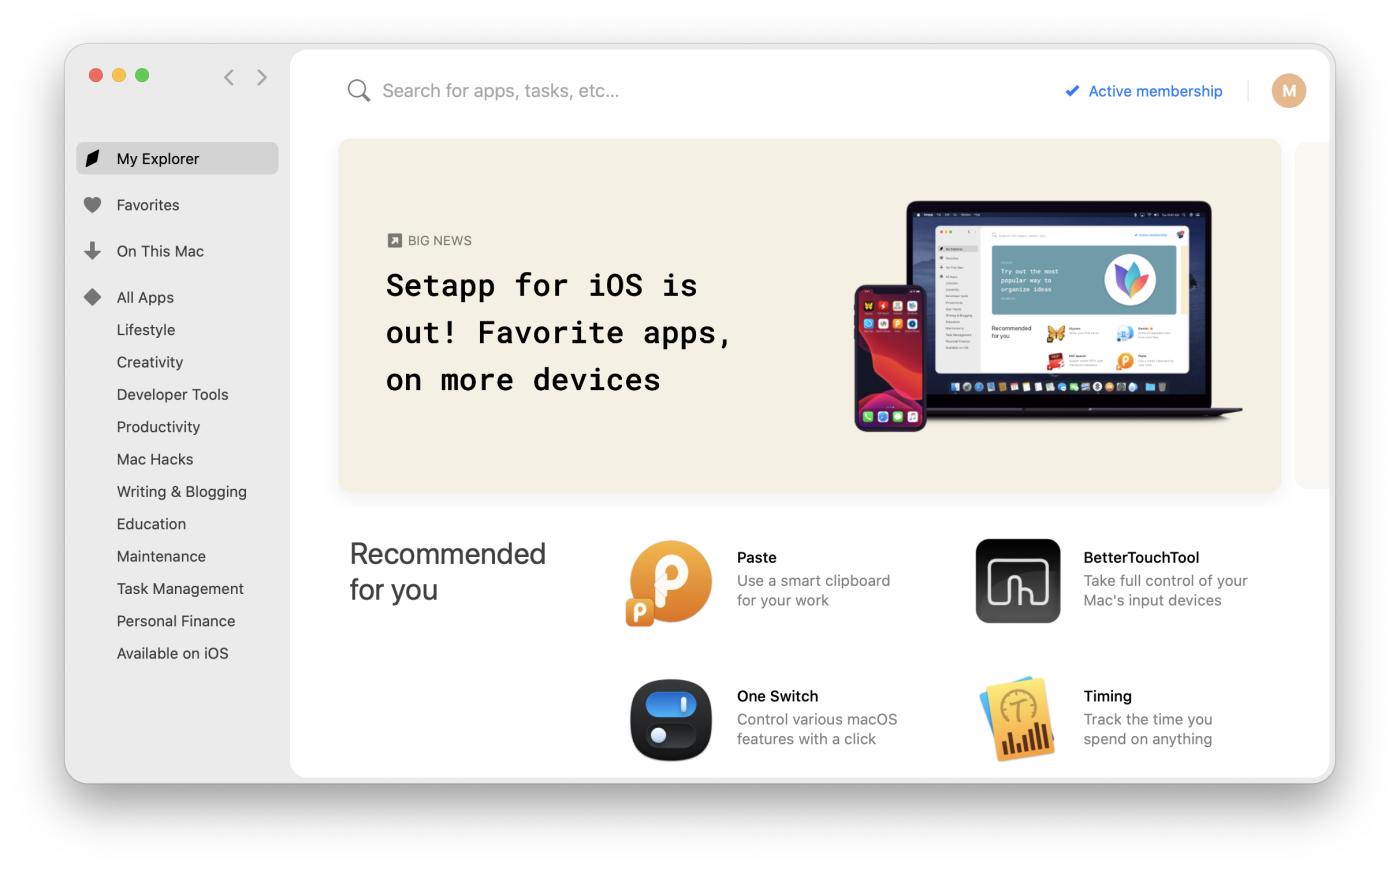 Search for apps, tasks, etc...
Active membership
M
My Explorer
Favorites
On This Mac
All Apps
Lifestyle
Creativity
Developer Tools
Productivity
Mac Hacks
Writing & Blogging
Education
Maintenance
Task Management
Personal Finance
Available on iOS
BIG NEWS
Setapp for iOS is
out! Favorite apps,
on more devices
Try out the most
popular way to
organize ideas
Recommended
for you
Recommended
for you
Paste
Use a smart clipboard
for your work
BetterTouchTool
Take full control of your
Mac's input devices
One Switch
Control various macOS
features with a click
Timing
Track the time you
spend on anything